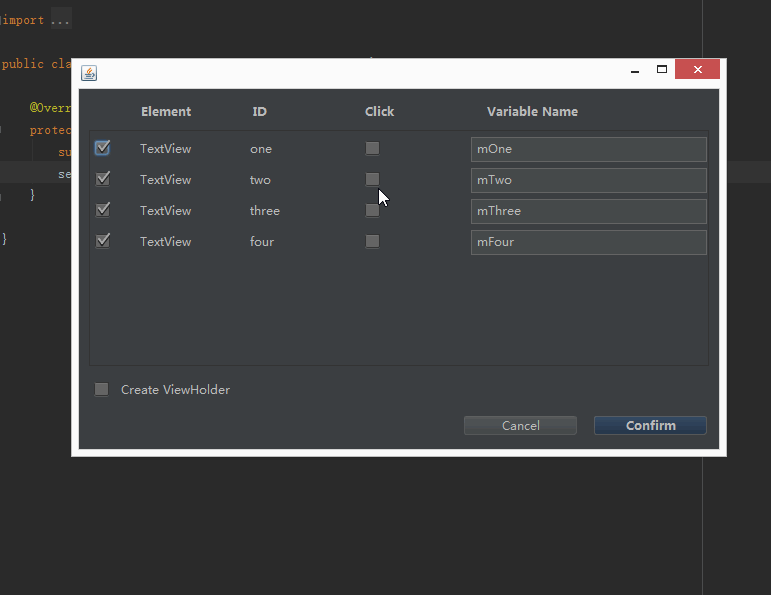 import ...
public cla
@Overr
protec
su
se
}
}
Element ID Click Variable Name
TextView one mOne
TextView two mTwo
TextView three mThree
TextView four mFour
Create ViewHolder
Cancel Confirm